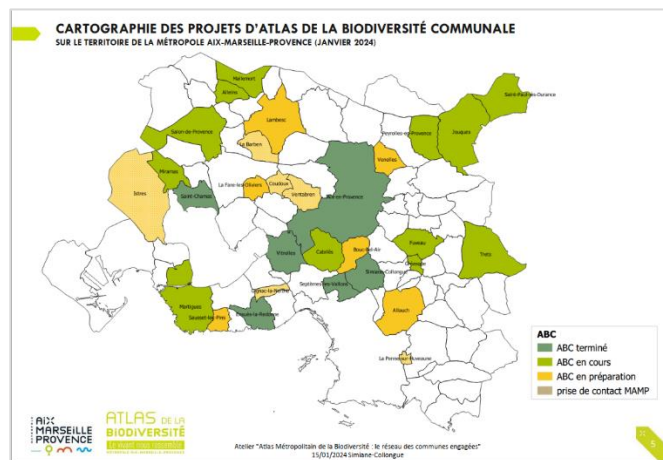 CARTOGRAPHIE DES PROJETS D'ATLAS DE LA BIODIVERSITÉ COMMUNALE
SUR LE TERRITOIRE DE LA MÉTROPOLE AIX-MARSEILLE-PROVENCE (JANVIER 2024)
Mallemort
Alleins
Saint-Paul-lès-Durance
Lambesc
Salon-de-Provence
Peyrolles-en-Provence
Jouques
La Barben
Venelles
Miramas
La Fare-les-Oliviers
Coudoux
Istres
Saint-Chamas
Ventabren
Aix-en-Provence
Vitrolles
Cabriès
Bouc-Bel-Air
Fuveau
Trets
Simiane-Collongue
Septèmes-les-Vallons
Martigues
Sausset-les-Pins
Allauch
La Penne-sur-Huveaune
ABC
ABC terminé
ABC en cours
ABC en préparation
prise de contact MAMP
AIX
MARSEILLE
PROVENCE
ATLAS DE LA
BIODIVERSITÉ
Atelier "Atlas Métropolitain de la Biodiversité : le réseau des communes engagées"
15/01/2024 Simiane-Collongue
5